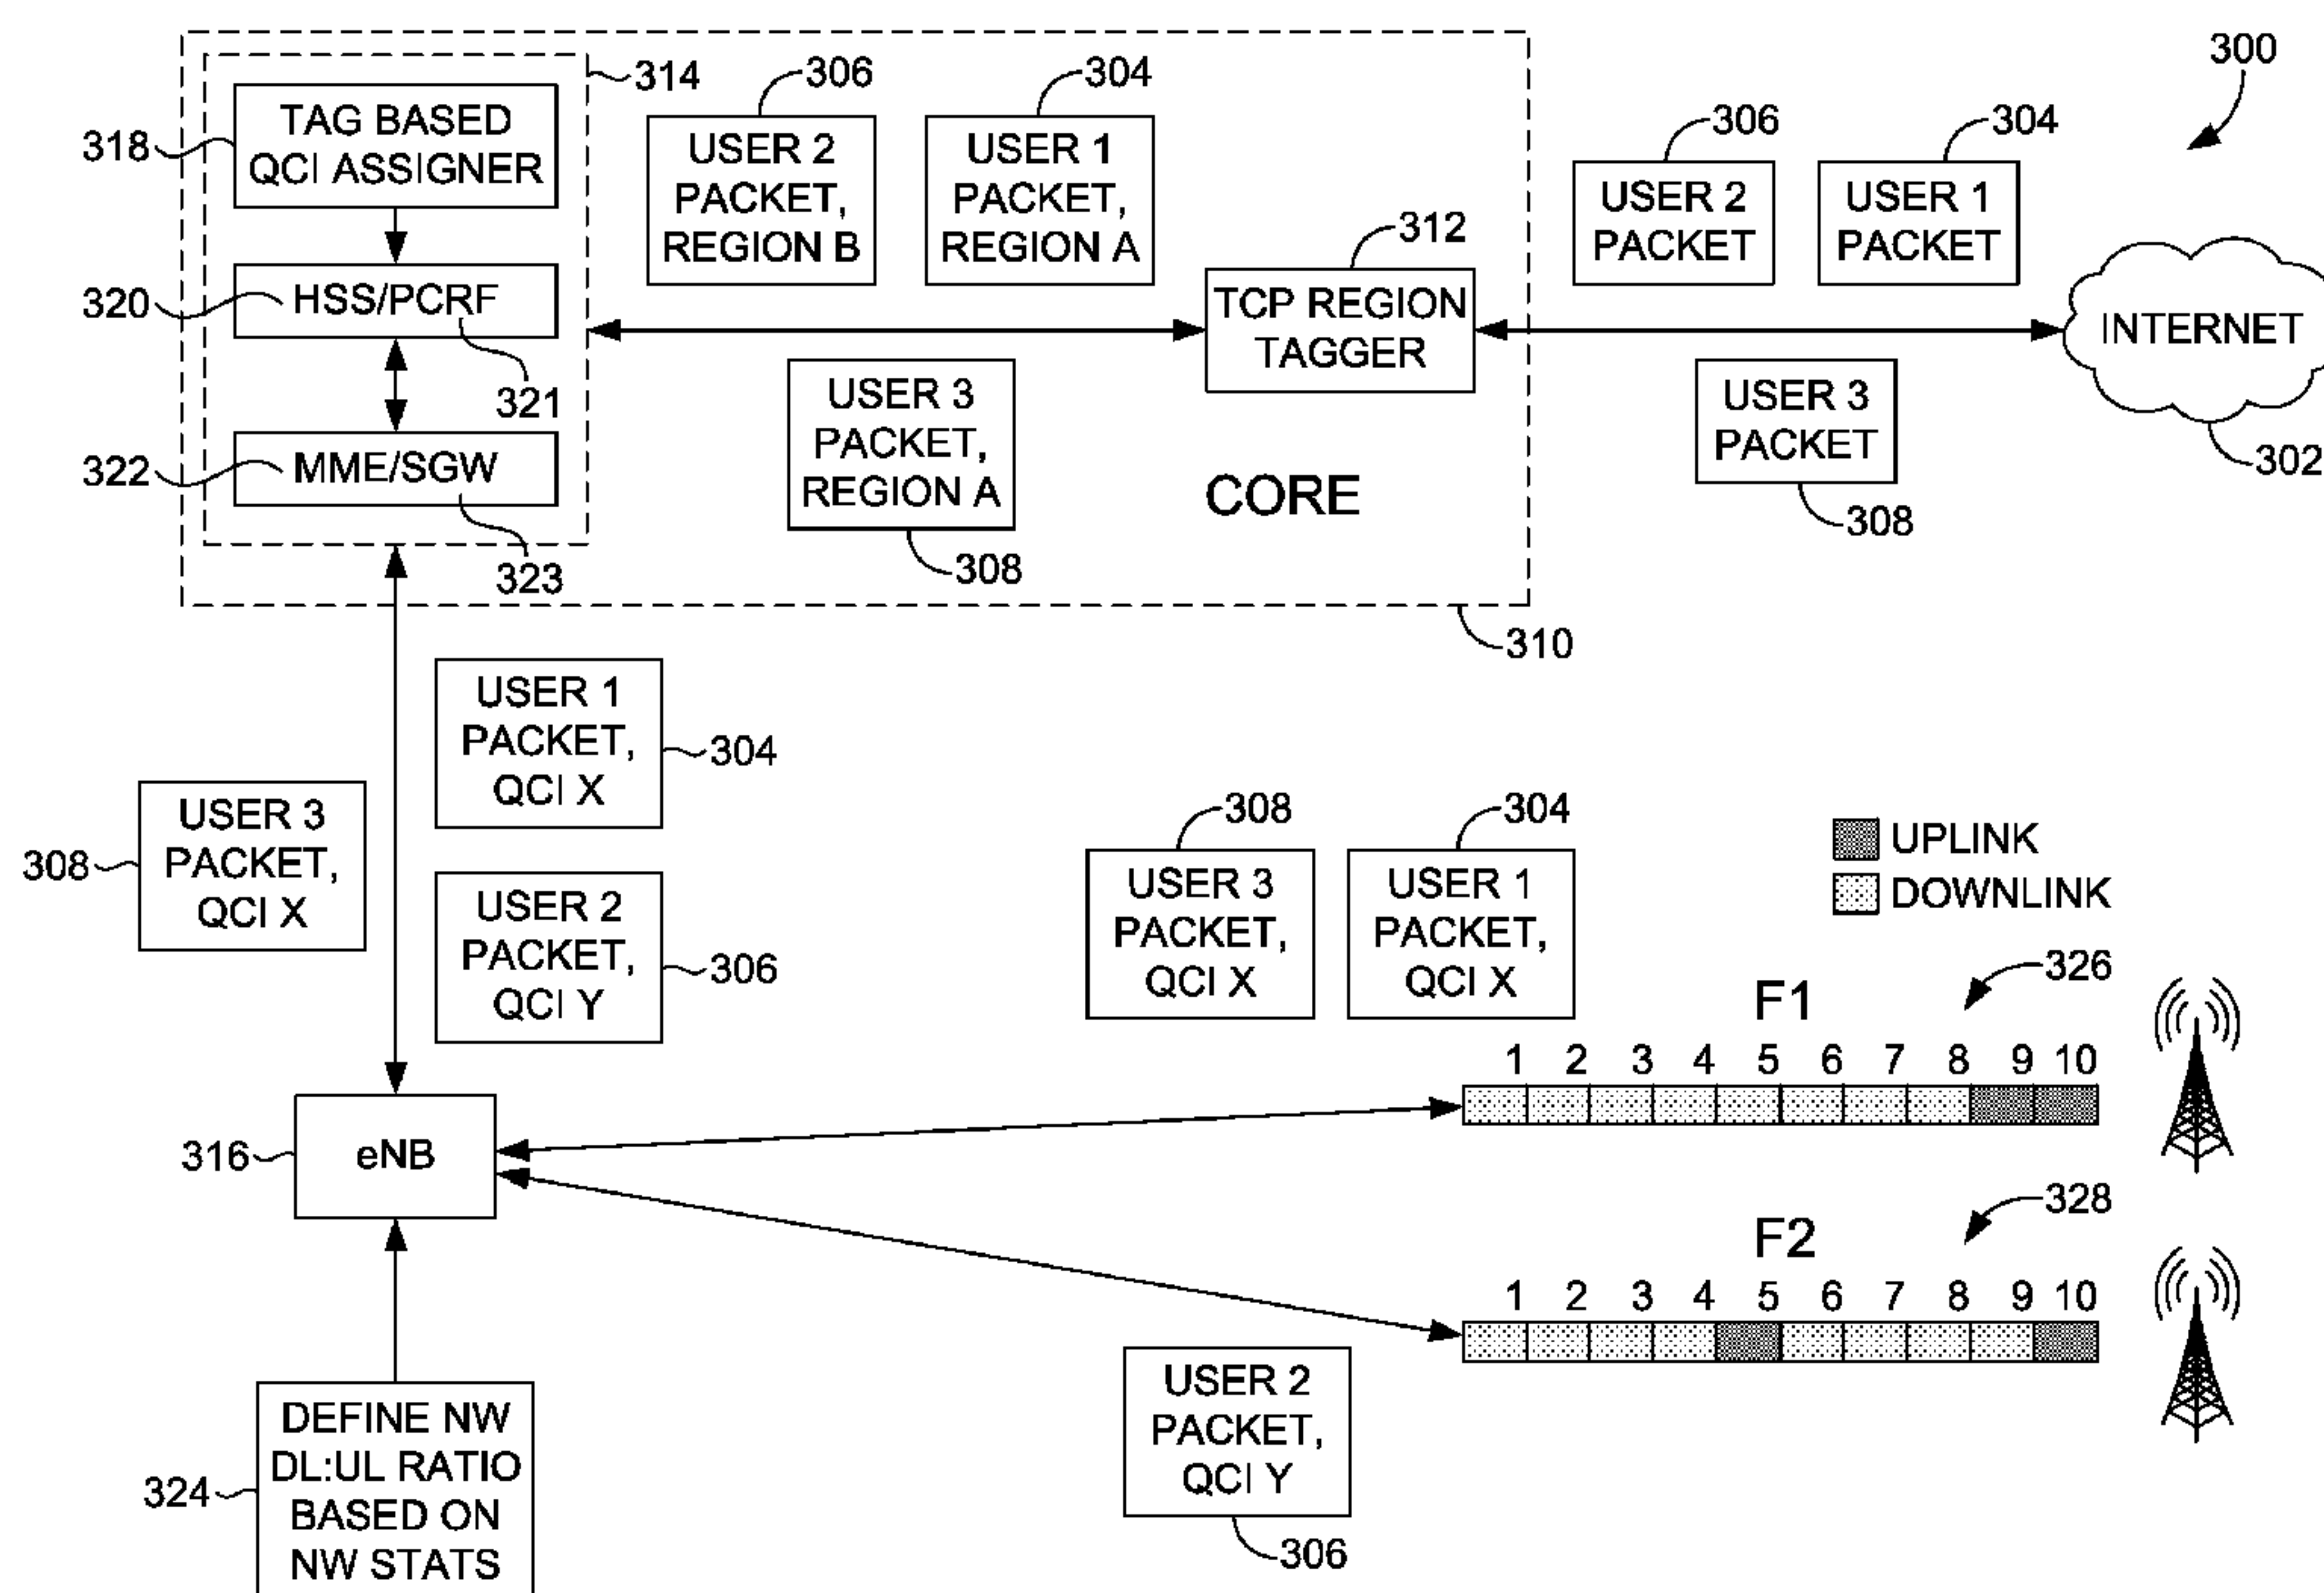 300
314
306
304
TAG BASED
QCI ASSIGNER
318
USER 2
PACKET,
REGION B
USER 1
PACKET,
REGION A
306
304
USER 2
PACKET
USER 1
PACKET
312
TCP REGION
TAGGER
INTERNET
302
HSS/PCRF
320
321
MME/SGW
322
323
USER 3
PACKET,
REGION A
308
CORE
USER 3
PACKET
308
310
USER 1
PACKET,
QCI X
304
USER 3
PACKET,
QCI X
308
USER 2
PACKET,
QCI Y
306
308
304
USER 3
PACKET,
QCI X
USER 1
PACKET,
QCI X
UPLINK
DOWNLINK
F1
326
1 2 3 4 5 6 7 8 9 10
eNB
316
F2
328
1 2 3 4 5 6 7 8 9 10
USER 2
PACKET,
QCI Y
306
DEFINE NW
DL:UL RATIO
BASED ON
NW STATS
324